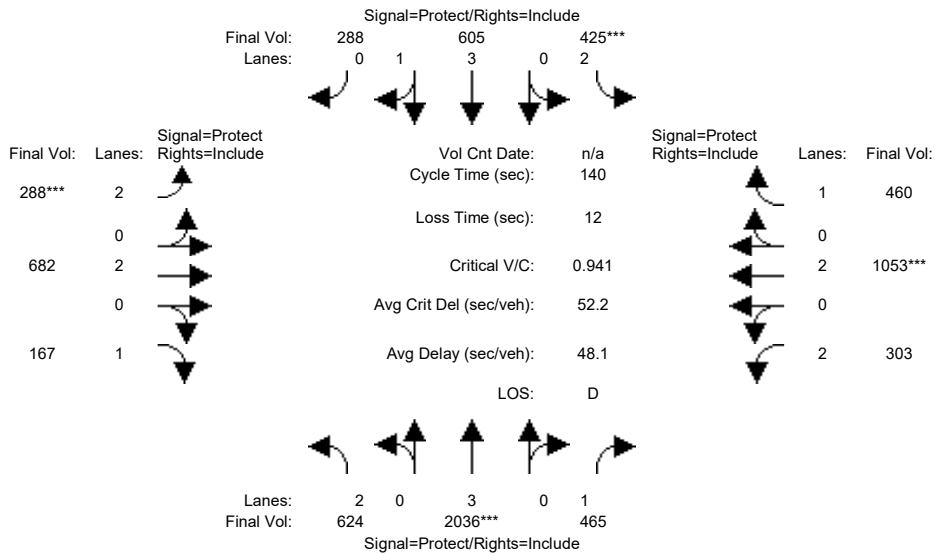 Signal=Protect/Rights=Include
Final Vol: 288 605 425***
Lanes: 0 1 3 0 2
Signal=Protect Signal=Protect
Final Vol: Lanes: Rights=Include Vol Cnt Date: n/a Rights=Include Lanes: Final Vol:
Cycle Time (sec): 140
288*** 2 1 460
Loss Time (sec): 12
0 0
682 2 Critical V/C: 0.941 2 1053***
0 Avg Crit Del (sec/veh): 52.2 0
167 1 Avg Delay (sec/veh): 48.1 2 303
LOS: D
Lanes: 2 0 3 0 1
Final Vol: 624 2036*** 465
Signal=Protect/Rights=Include